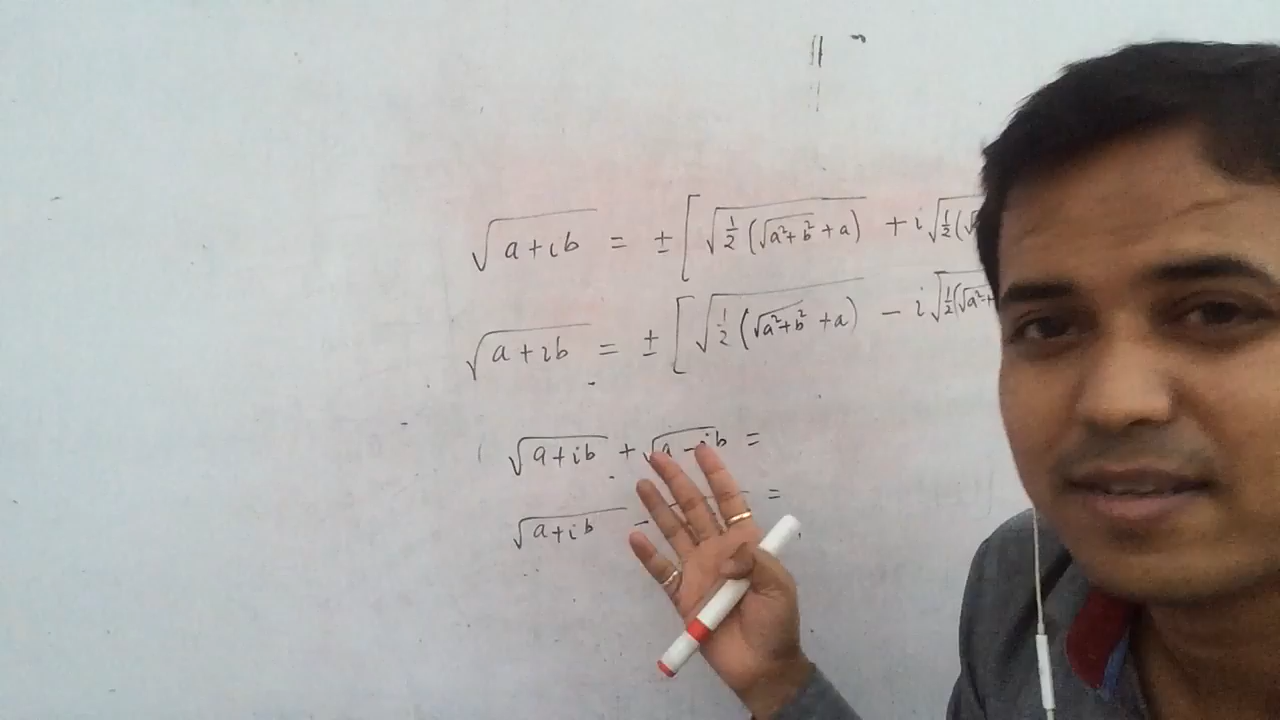 √(a+ib) = ± [ √(1/2 (√(a²+b²) + a)) + i √(1/2 (√
√(a+ib) = ± [ √(1/2 (√(a²+b²) + a)) − i √(1/2 (√a²+
√(a+ib) + √(a−ib) =
√(a+ib) − =